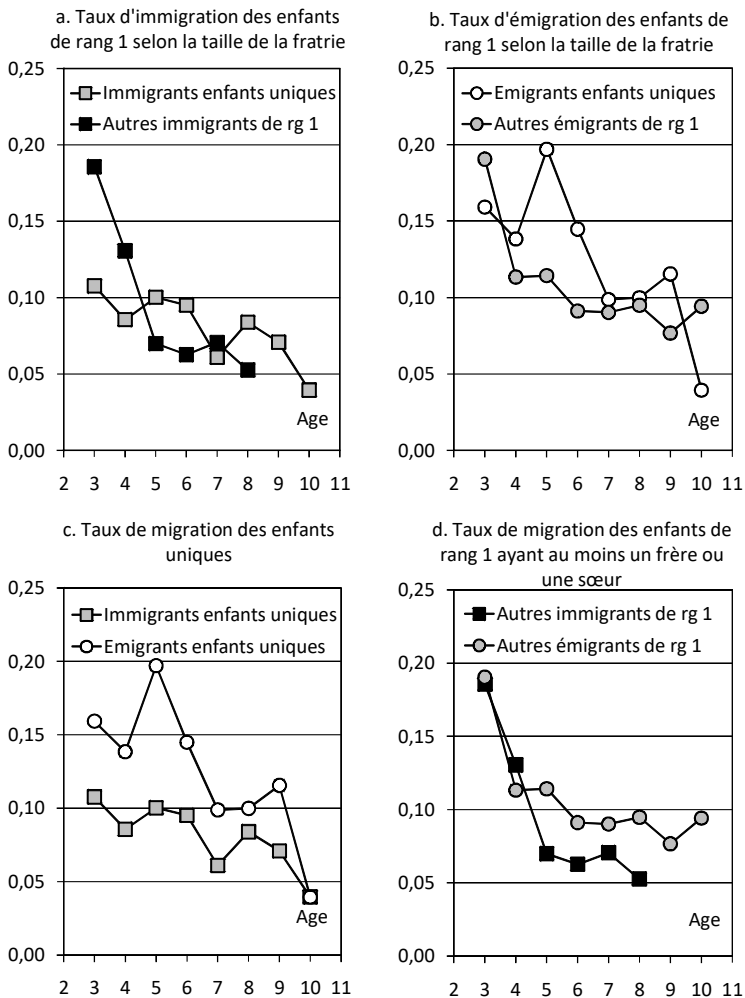 a. Taux d'immigration des enfants
de rang 1 selon la taille de la fratrie
0,25
0,20
0,15
0,10
0,05
0,00
Immigrants enfants uniques
Autres immigrants de rg 1
Age
2 3 4 5 6 7 8 9 10 11
b. Taux d'émigration des enfants de
rang 1 selon la taille de la fratrie
0,25
0,20
0,15
0,10
0,05
0,00
Emigrants enfants uniques
Autres émigrants de rg 1
Age
2 3 4 5 6 7 8 9 10 11
c. Taux de migration des enfants
uniques
0,25
0,20
0,15
0,10
0,05
0,00
Immigrants enfants uniques
Emigrants enfants uniques
Age
2 3 4 5 6 7 8 9 10 11
d. Taux de migration des enfants de
rang 1 ayant au moins un frère ou
une sœur
0,25
0,20
0,15
0,10
0,05
0,00
Autres immigrants de rg 1
Autres émigrants de rg 1
Age
2 3 4 5 6 7 8 9 10 11